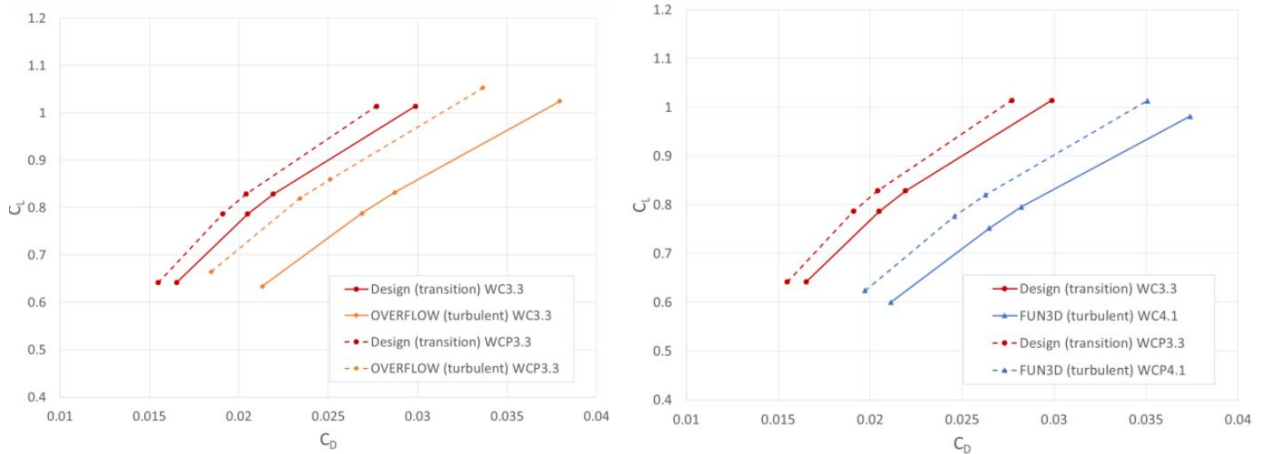 1.2
1.1
1
0.9
0.8
0.7
0.6
0.5
0.4
C_L
0.01 0.015 0.02 0.025 0.03 0.035 0.04
C_D
Design (transition) WC3.3
OVERFLOW (turbulent) WC3.3
Design (transition) WCP3.3
OVERFLOW (turbulent) WCP3.3
1.2
1.1
1
0.9
0.8
0.7
0.6
0.5
0.4
C_L
0.01 0.015 0.02 0.025 0.03 0.035 0.04
C_D
Design (transition) WC3.3
FUN3D (turbulent) WC4.1
Design (transition) WCP3.3
FUN3D (turbulent) WCP4.1